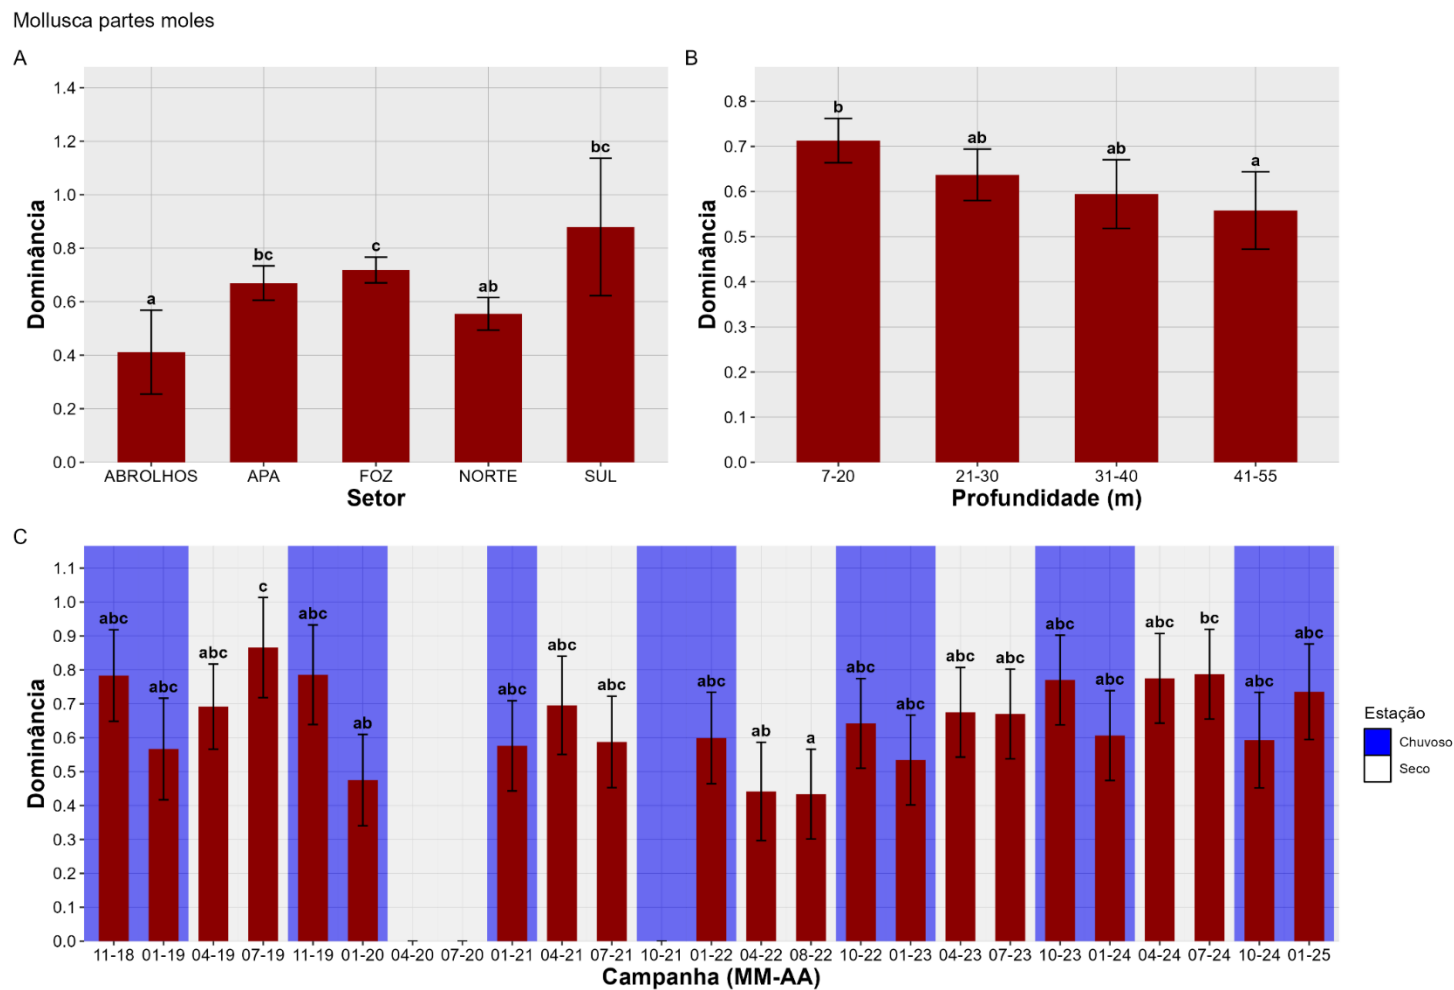 Mollusca partes moles
A
1.4
1.2
1.0
0.8
0.6
0.4
0.2
0.0
Dominância
a
bc
c
ab
bc
ABROLHOS APA FOZ NORTE SUL
Setor
B
0.8
0.7
0.6
0.5
0.4
0.3
0.2
0.1
0.0
Dominância
b
ab
ab
a
7-20 21-30 31-40 41-55
Profundidade (m)
C
1.1
1.0
0.9
0.8
0.7
0.6
0.5
0.4
0.3
0.2
0.1
0.0
Dominância
abc
abc
abc
c
abc
ab
abc
abc
abc
abc
ab
a
abc
abc
abc
abc
abc
abc
abc
bc
abc
abc
11-18 01-19 04-19 07-19 11-19 01-20 04-20 07-20 01-21 04-21 07-21 10-21 01-22 04-22 08-22 10-22 01-23 04-23 07-23 10-23 01-24 04-24 07-24 10-24 01-25
Campanha (MM-AA)
Estação
Chuvoso
Seco